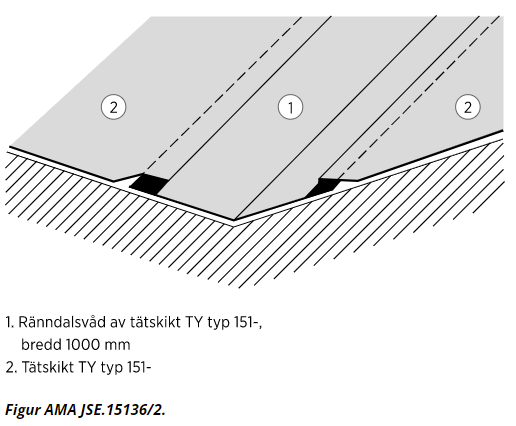 2
1
2
1. Ränndalsvåd av tätskikt TY typ 151-,
bredd 1000 mm
2. Tätskikt TY typ 151-
Figur AMA JSE.15136/2.